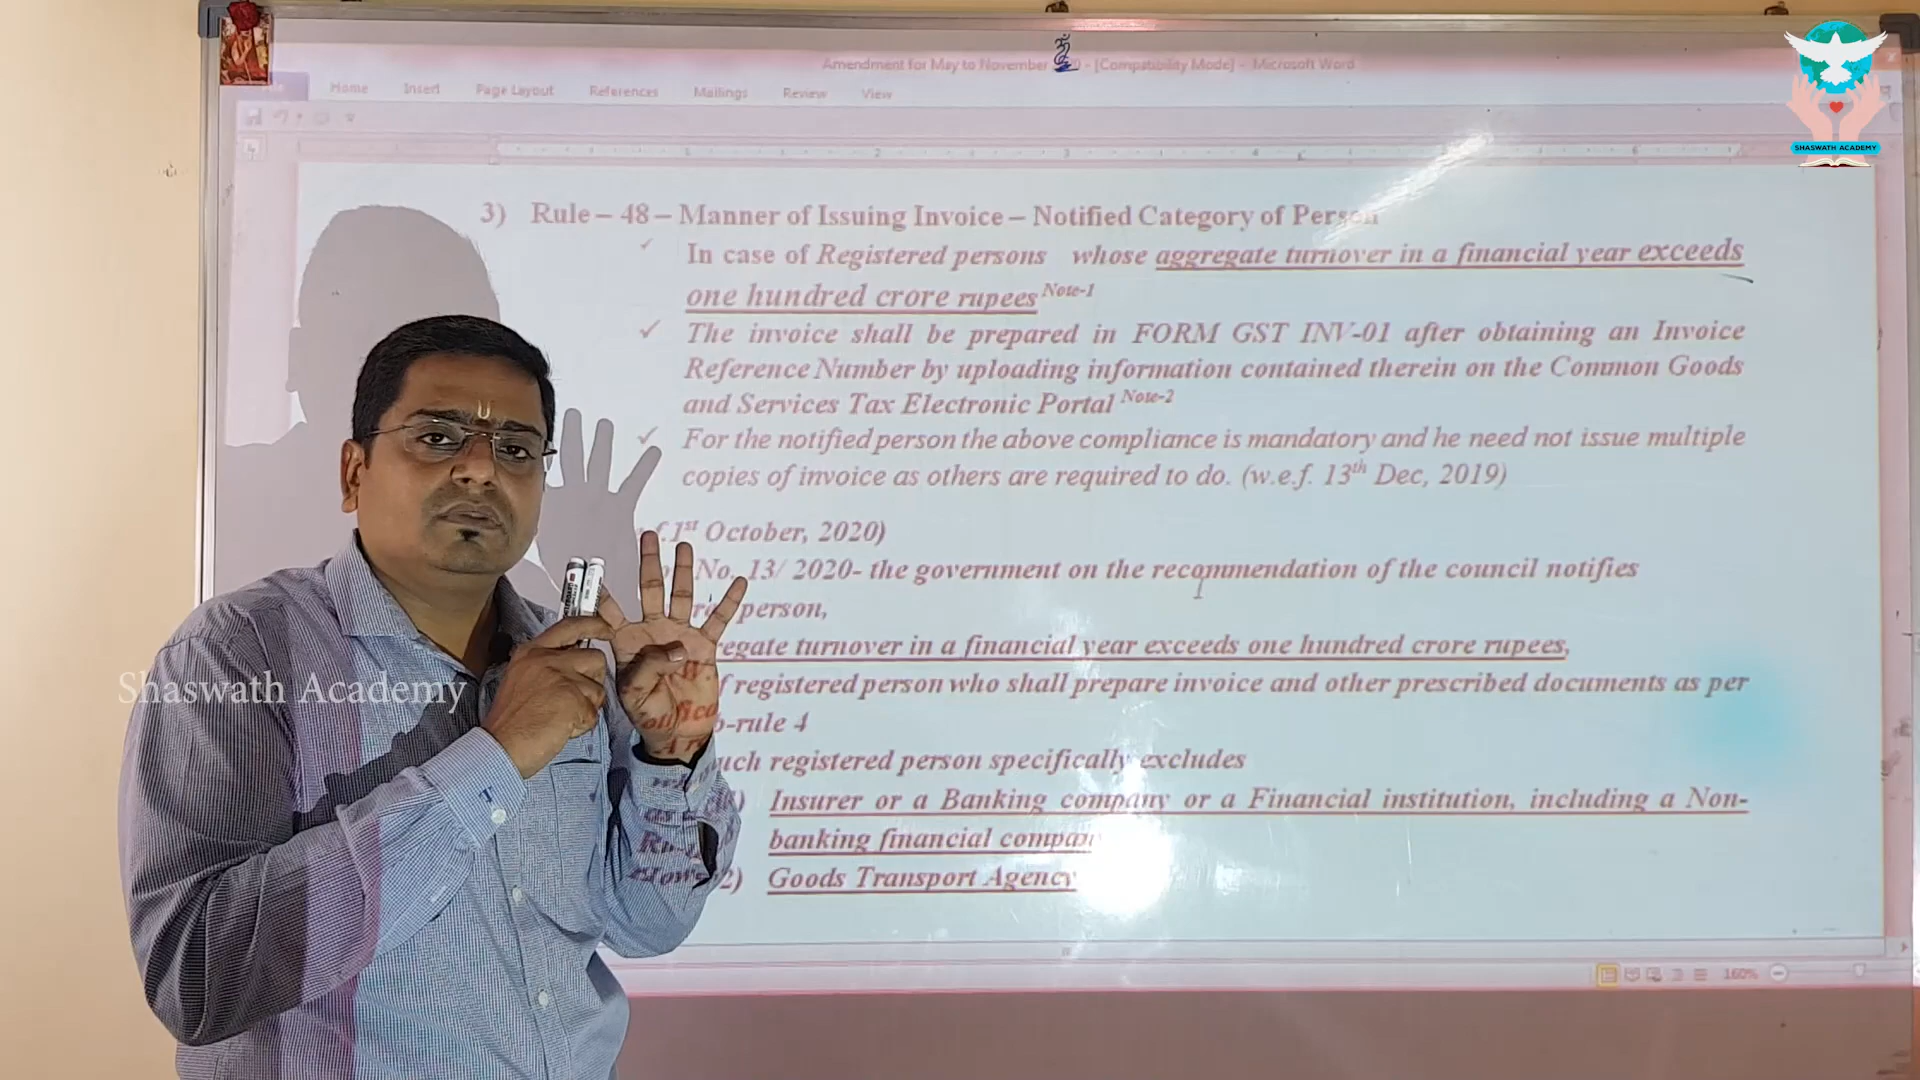 ॐ
Amendment for May to November - [Compatibility Mode] - Microsoft Word
Home Insert Page Layout References Mailings Review View
SHASWATH ACADEMY
3) Rule – 48 – Manner of Issuing Invoice – Notified Category of Person
✓ In case of Registered persons whose aggregate turnover in a financial year exceeds
one hundred crore rupees Note-1
✓ The invoice shall be prepared in FORM GST INV-01 after obtaining an Invoice
Reference Number by uploading information contained therein on the Common Goods
and Services Tax Electronic Portal Note-2
✓ For the notified person the above compliance is mandatory and he need not issue multiple
copies of invoice as others are required to do. (w.e.f. 13th Dec, 2019)
.f.1st October, 2020)
No. 13/ 2020- the government on the recommendation of the council notifies
person,
regate turnover in a financial year exceeds one hundred crore rupees,
f registered person who shall prepare invoice and other prescribed documents as per
b-rule 4
uch registered person specifically excludes
) Insurer or a Banking company or a Financial institution, including a Non-
banking financial compan
2) Goods Transport Agency
Shaswath Academy
160%